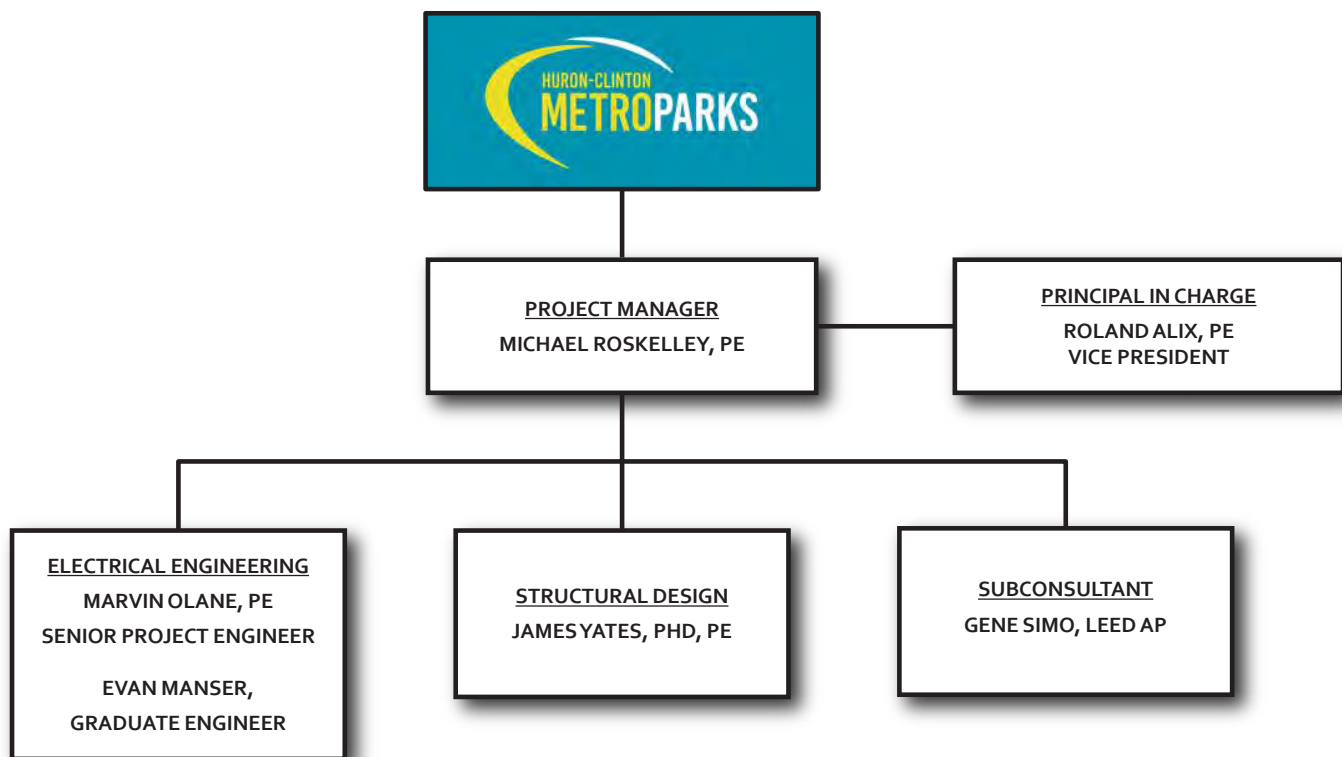 HURON-CLINTON
METROPARKS
PROJECT MANAGER
MICHAEL ROSKELLEY, PE
PRINCIPAL IN CHARGE
ROLAND ALIX, PE
VICE PRESIDENT
ELECTRICAL ENGINEERING
MARVIN OLANE, PE
SENIOR PROJECT ENGINEER
EVAN MANSER,
GRADUATE ENGINEER
STRUCTURAL DESIGN
JAMES YATES, PHD, PE
SUBCONSULTANT
GENE SIMO, LEED AP